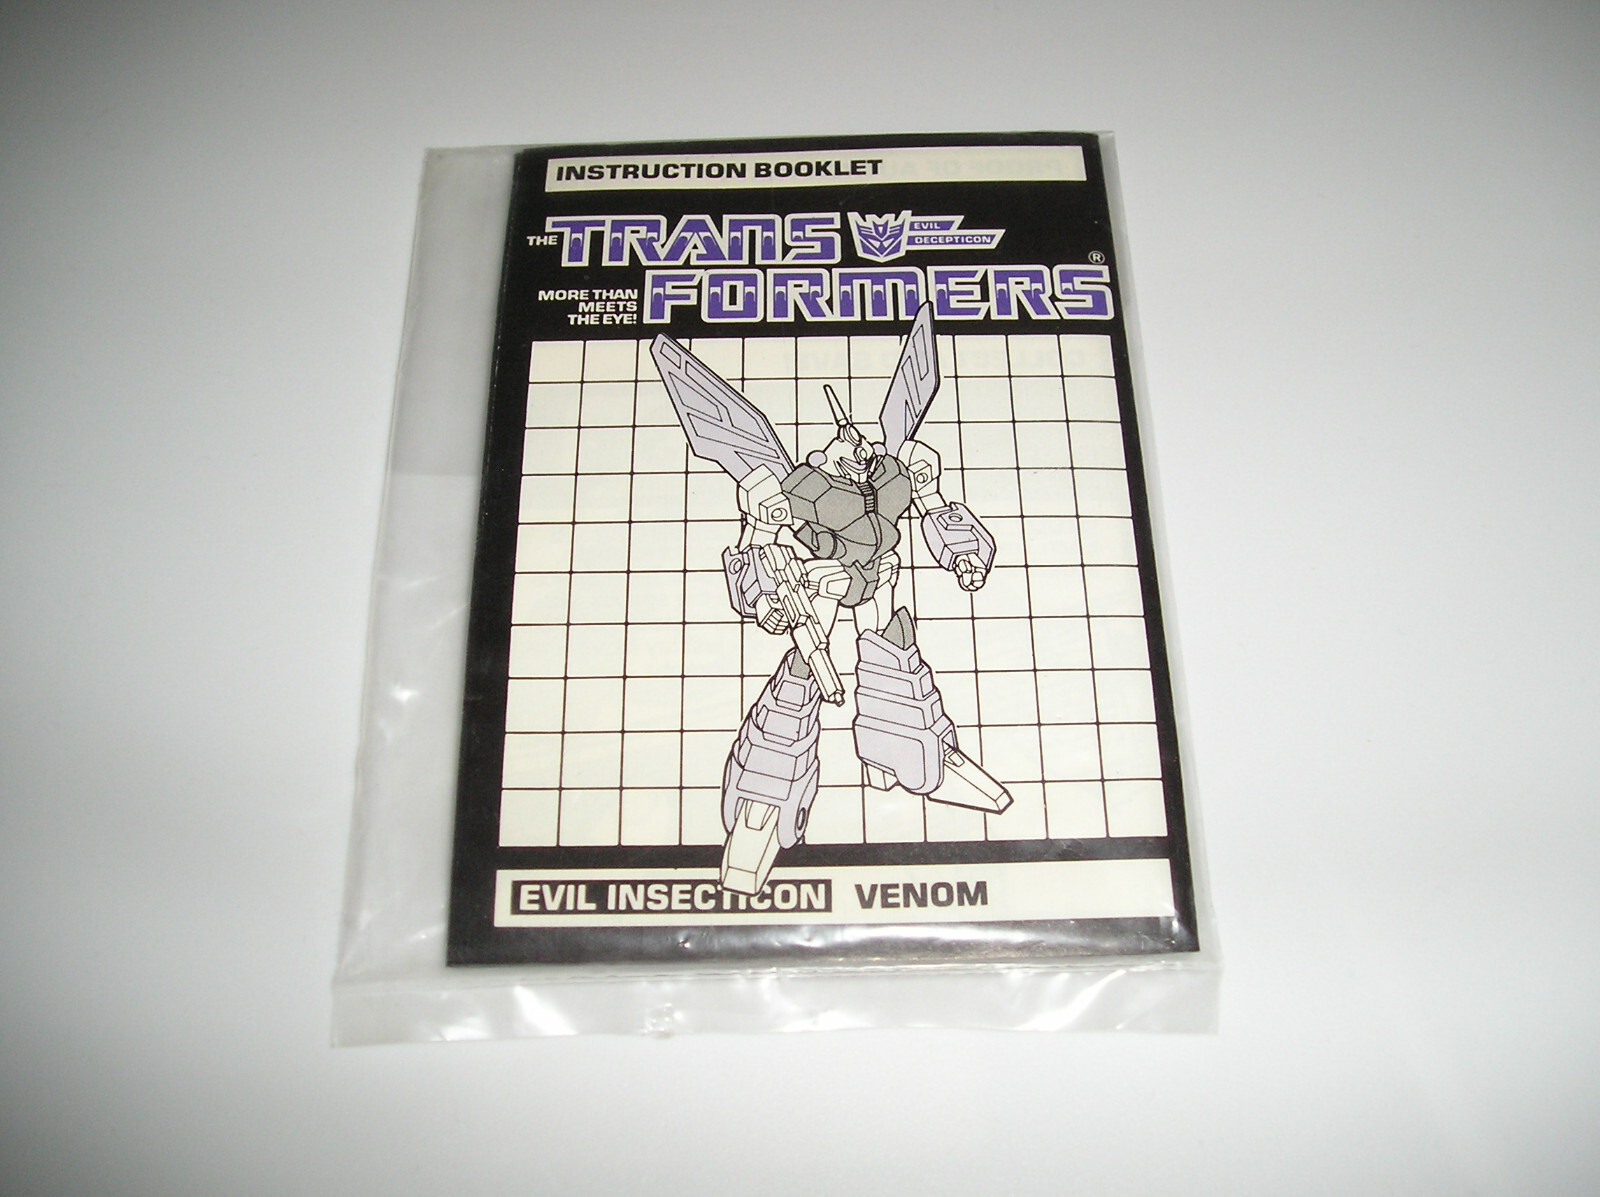 INSTRUCTION BOOKLET
THE TRANS
EVIL
DECEPTICON
FORMERS®
MORE THAN
MEETS
THE EYE!
EVIL INSECTICON VENOM